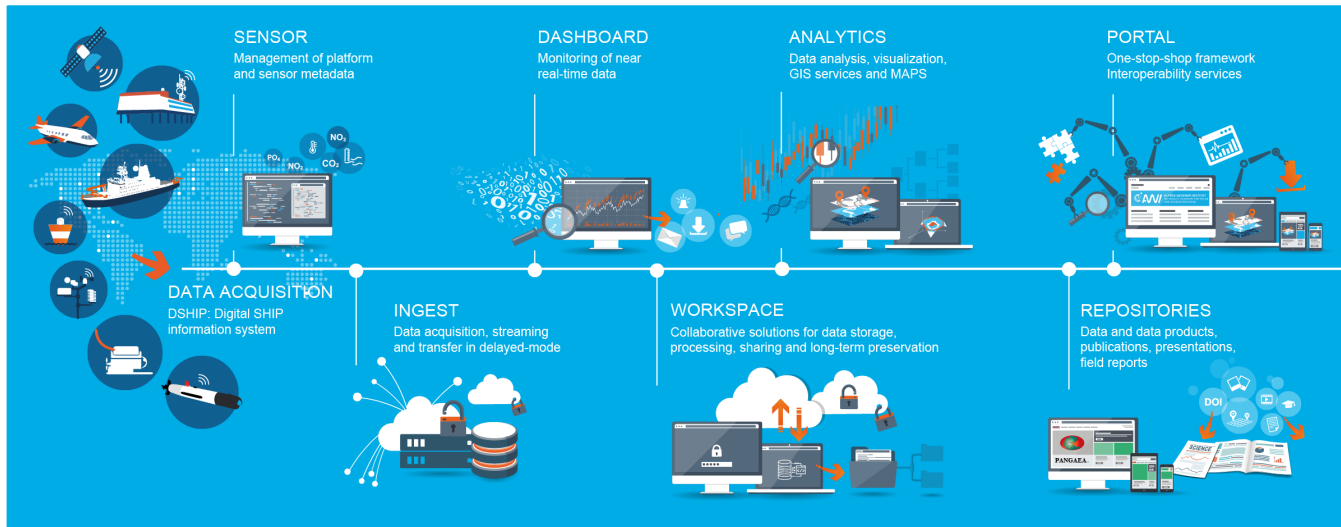 SENSOR
Management of platform
and sensor metadata
DASHBOARD
Monitoring of near
real-time data
ANALYTICS
Data analysis, visualization,
GIS services and MAPS
PORTAL
One-stop-shop framework
Interoperability services
PO₄
NO₂
NO₃
CO₂
AWI
DATA ACQUISITION
DSHIP: Digital SHIP
information system
INGEST
Data acquisition, streaming
and transfer in delayed-mode
WORKSPACE
Collaborative solutions for data storage,
processing, sharing and long-term preservation
REPOSITORIES
Data and data products,
publications, presentations,
field reports
DOI
PANGAEA
SCIENCE